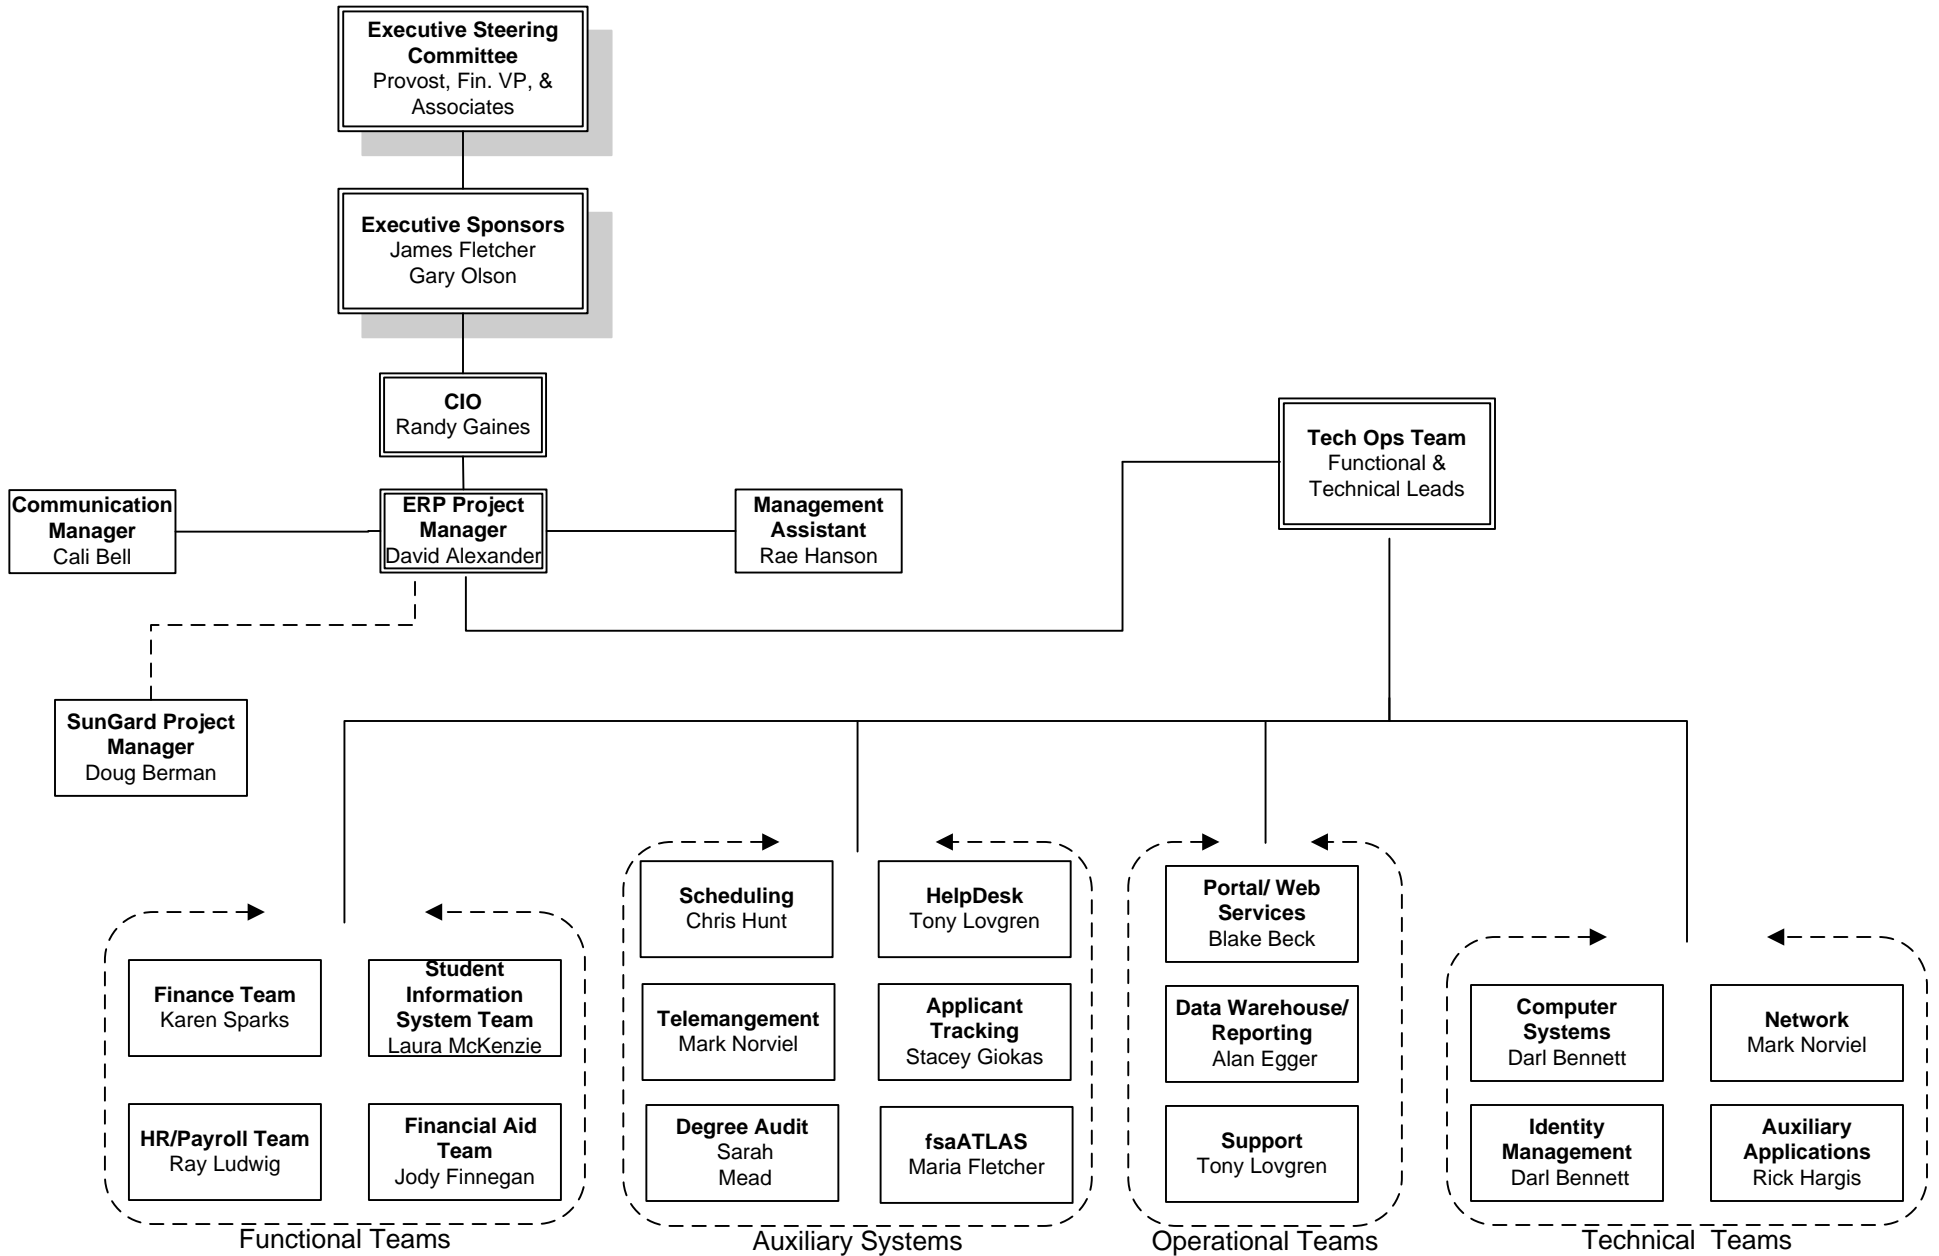 Executive Steering
Committee
Provost, Fin. VP, &
Associates
Executive Sponsors
James Fletcher
Gary Olson
CIO
Randy Gaines
Tech Ops Team
Functional &
Technical Leads
Communication
Manager
Cali Bell
ERP Project
Manager
David Alexander
Management
Assistant
Rae Hanson
SunGard Project
Manager
Doug Berman
Finance Team
Karen Sparks
Student
Information
System Team
Laura McKenzie
HR/Payroll Team
Ray Ludwig
Financial Aid
Team
Jody Finnegan
Functional Teams
Scheduling
Chris Hunt
HelpDesk
Tony Lovgren
Telemangement
Mark Norviel
Applicant
Tracking
Stacey Giokas
Degree Audit
Sarah
Mead
fsaATLAS
Maria Fletcher
Auxiliary Systems
Portal/ Web
Services
Blake Beck
Data Warehouse/
Reporting
Alan Egger
Support
Tony Lovgren
Operational Teams
Computer
Systems
Darl Bennett
Network
Mark Norviel
Identity
Management
Darl Bennett
Auxiliary
Applications
Rick Hargis
Technical Teams